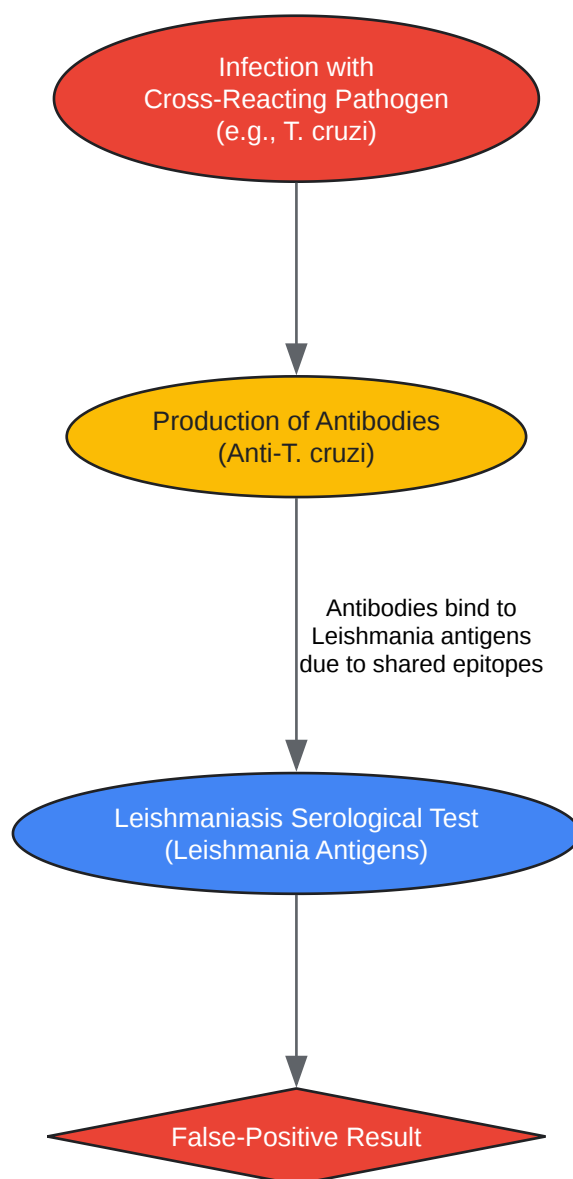 Infection with
Cross-Reacting Pathogen
(e.g., T. cruzi)
Production of Antibodies
(Anti-T. cruzi)
Antibodies bind to
Leishmania antigens
due to shared epitopes
Leishmaniasis Serological Test
(Leishmania Antigens)
False-Positive Result